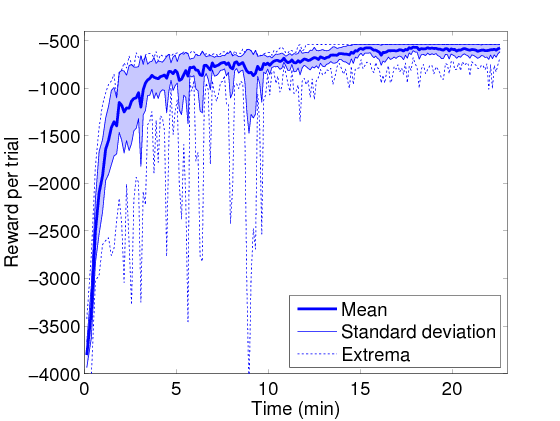 −500
−1000
−1500
−2000
−2500
−3000
−3500
−4000
Reward per trial
0 5 10 15 20
Time (min)
Mean
Standard deviation
Extrema